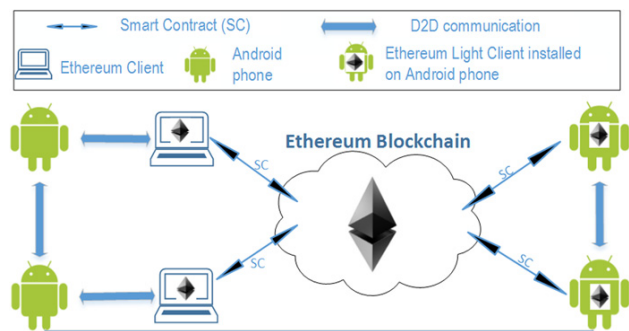 Smart Contract (SC)
D2D communication
Ethereum Client
Android
phone
Ethereum Light Client installed
on Android phone
Ethereum Blockchain
SC
SC
SC
SC